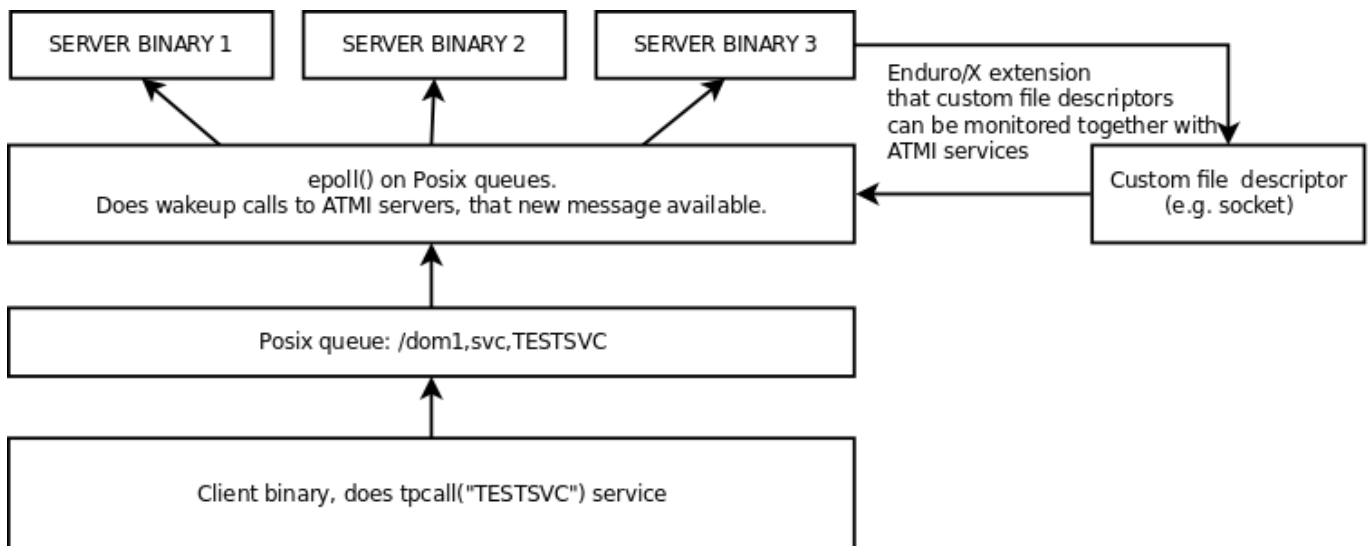 SERVER BINARY 1
SERVER BINARY 2
SERVER BINARY 3
Enduro/X extension
that custom file descriptors
can be monitored together with
ATMI services
epoll() on Posix queues.
Does wakeup calls to ATMI servers, that new message available.
Custom file  descriptor
(e.g. socket)
Posix queue: /dom1,svc,TESTSVC
Client binary, does tpcall("TESTSVC") service